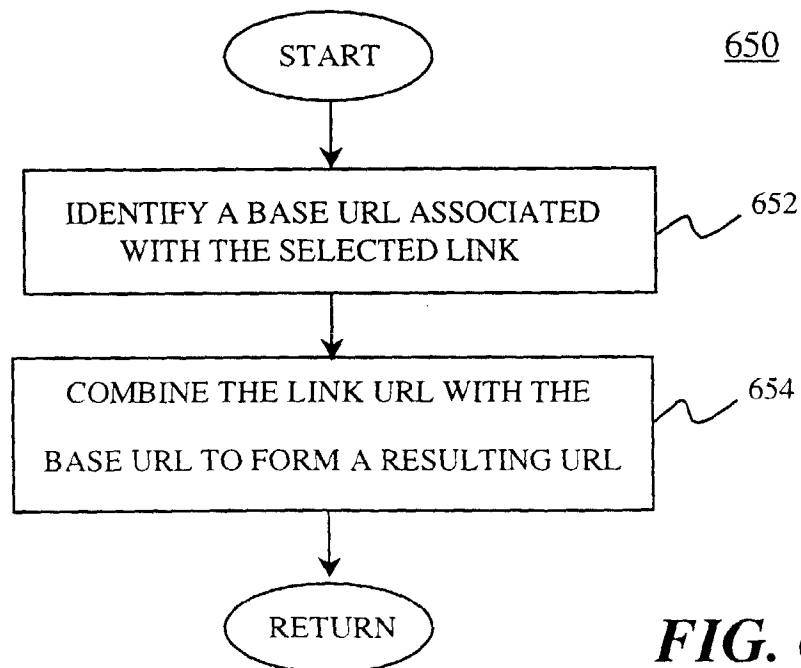 START
650
IDENTIFY A BASE URL ASSOCIATED
WITH THE SELECTED LINK
652
COMBINE THE LINK URL WITH THE
BASE URL TO FORM A RESULTING URL
654
RETURN
FIG.